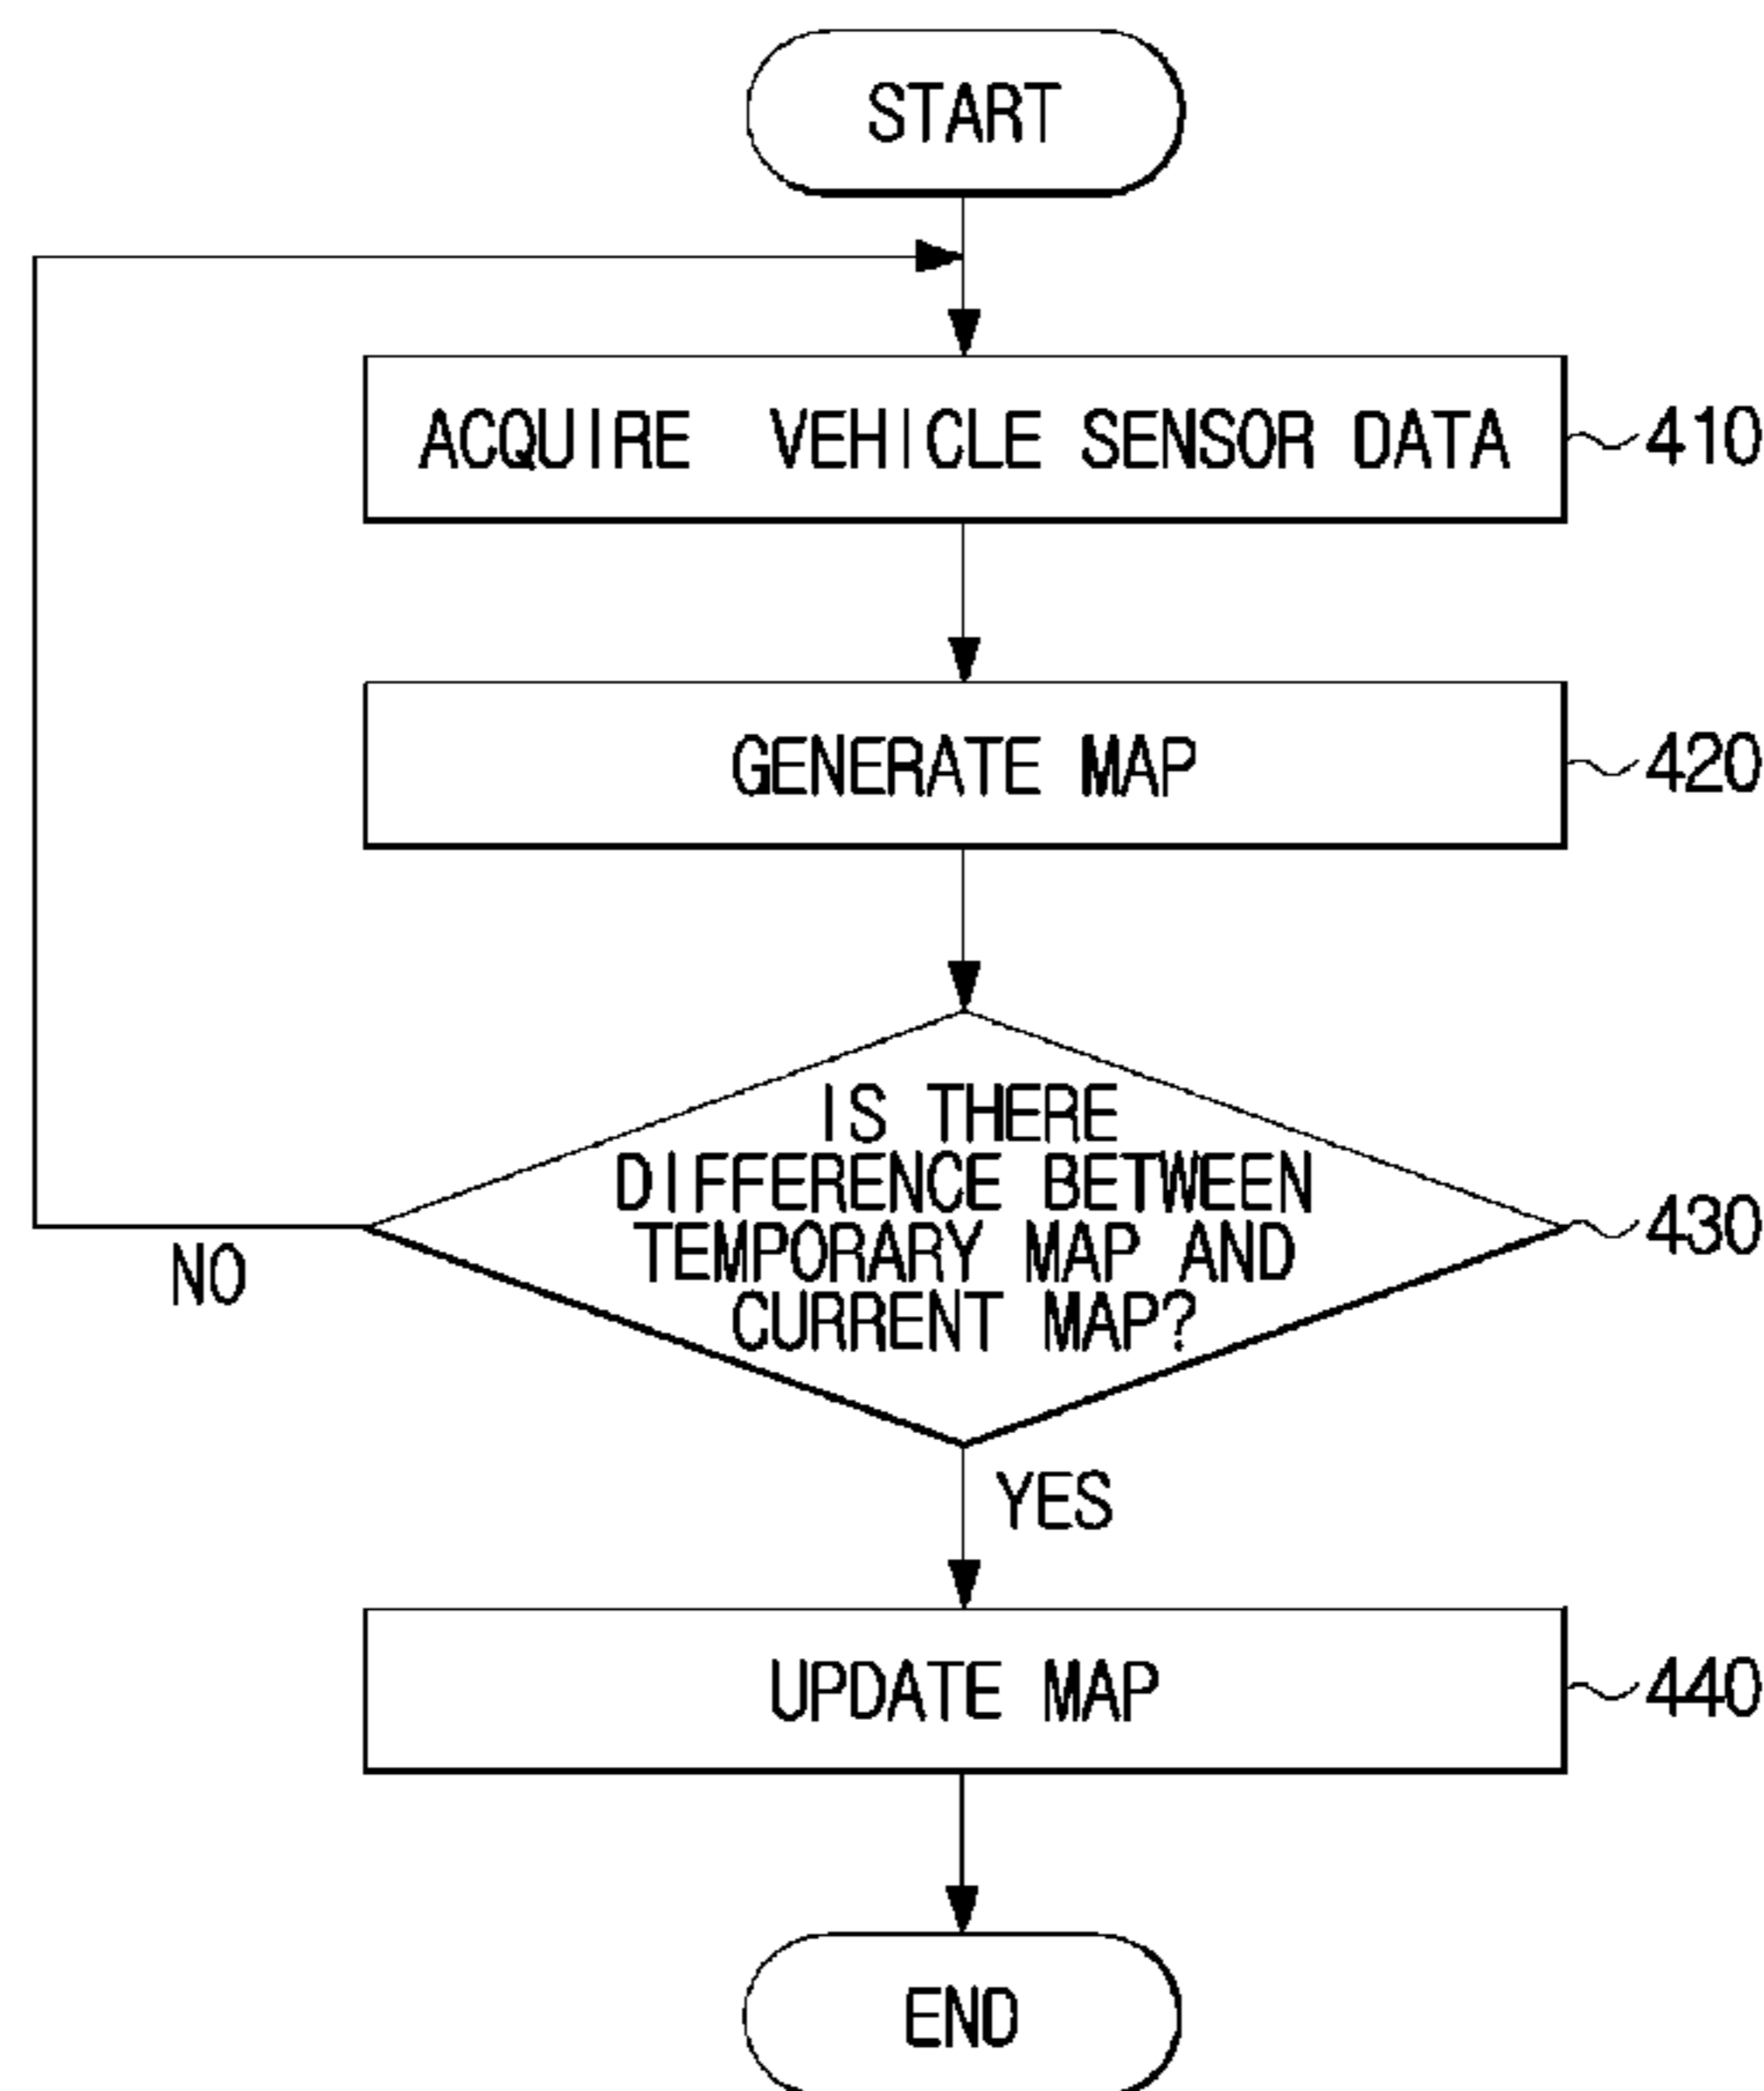 START
ACQUIRE VEHICLE SENSOR DATA
410
GENERATE MAP
420
IS THERE
DIFFERENCE BETWEEN
TEMPORARY MAP AND
CURRENT MAP?
430
NO
YES
UPDATE MAP
440
END